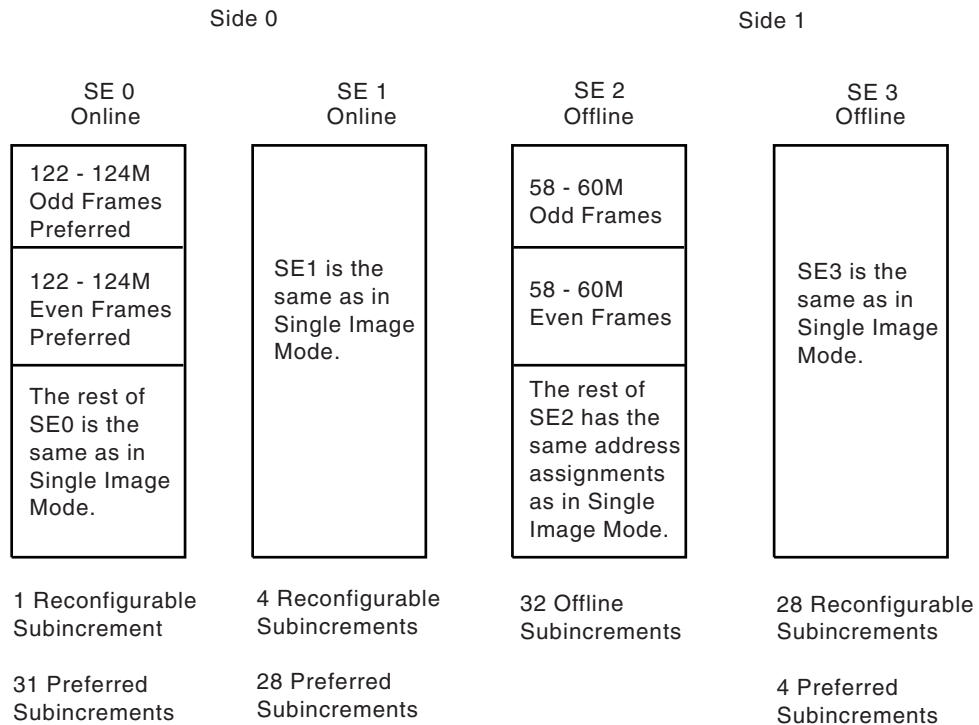 Side 0
Side 1
SE 0
Online
SE 1
Online
SE 2
Offline
SE 3
Offline
122 - 124M
Odd Frames
Preferred
122 - 124M
Even Frames
Preferred
The rest of
SE0 is the
same as in
Single Image
Mode.
SE1 is the
same as in
Single Image
Mode.
58 - 60M
Odd Frames
58 - 60M
Even Frames
The rest of
SE2 has the
same address
assignments
as in Single
Image Mode.
SE3 is the
same as in
Single Image
Mode.
1 Reconfigurable
Subincrement
31 Preferred
Subincrements
4 Reconfigurable
Subincrements
28 Preferred
Subincrements
32 Offline
Subincrements
28 Reconfigurable
Subincrements
4 Preferred
Subincrements